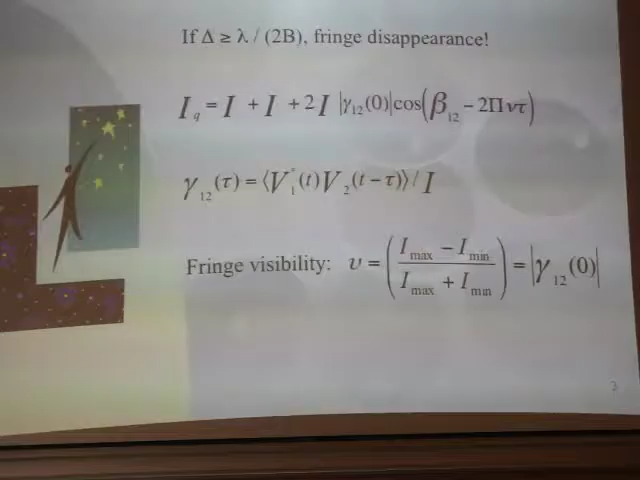 If Δ ≥ λ / (2B), fringe disappearance!
I_q = I + I + 2I |γ₁₂(0)|cos(β₁₂ − 2Πντ)
γ₁₂(τ) = ⟨V₁*(t)V₂(t − τ)⟩ / I
Fringe visibility: υ = ((I_max − I_min) / (I_max + I_min)) = |γ₁₂(0)|